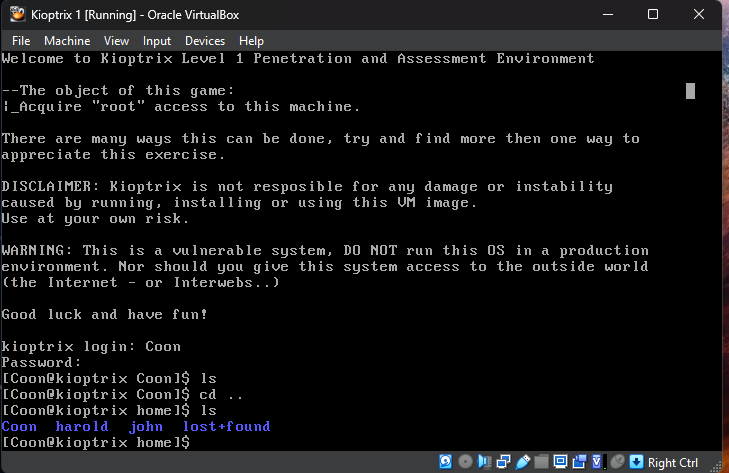 Kioptrix 1 [Running] - Oracle VirtualBox
File Machine View Input Devices Help
Welcome to Kioptrix Level 1 Penetration and Assessment Environment
--The object of this game:
|_Acquire "root" access to this machine.
There are many ways this can be done, try and find more then one way to
appreciate this exercise.
DISCLAIMER: Kioptrix is not resposible for any damage or instability
caused by running, installing or using this VM image.
Use at your own risk.
WARNING: This is a vulnerable system, DO NOT run this OS in a production
environment. Nor should you give this system access to the outside world
(the Internet - or Interwebs..)
Good luck and have fun!
kioptrix login: Coon
Password:
[Coon@kioptrix Coon]$ ls
[Coon@kioptrix Coon]$ cd ..
[Coon@kioptrix home]$ ls
Coon harold john lost+found
[Coon@kioptrix home]$
Right Ctrl